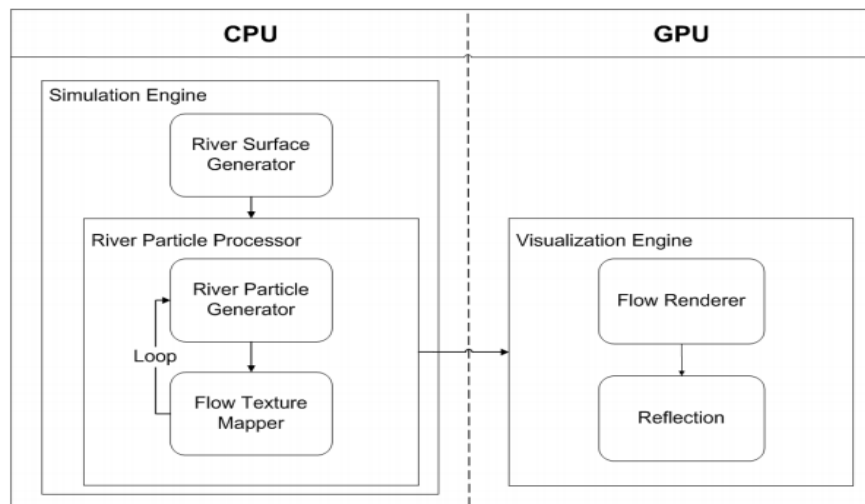 CPU
GPU
Simulation Engine
River Surface
Generator
River Particle Processor
River Particle
Generator
Loop
Flow Texture
Mapper
Visualization Engine
Flow Renderer
Reflection